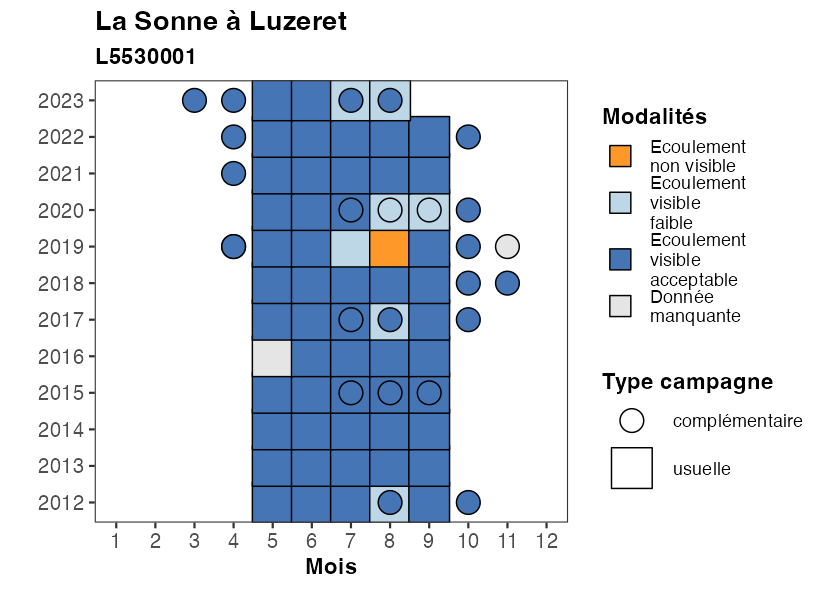 La Sonne à Luzeret
L5530001
2023
2022
2021
2020
2019
2018
2017
2016
2015
2014
2013
2012
1 2 3 4 5 6 7 8 9 10 11 12
Mois
Modalités
Ecoulement
non visible
Ecoulement
visible
faible
Ecoulement
visible
acceptable
Donnée
manquante
Type campagne
complémentaire
usuelle